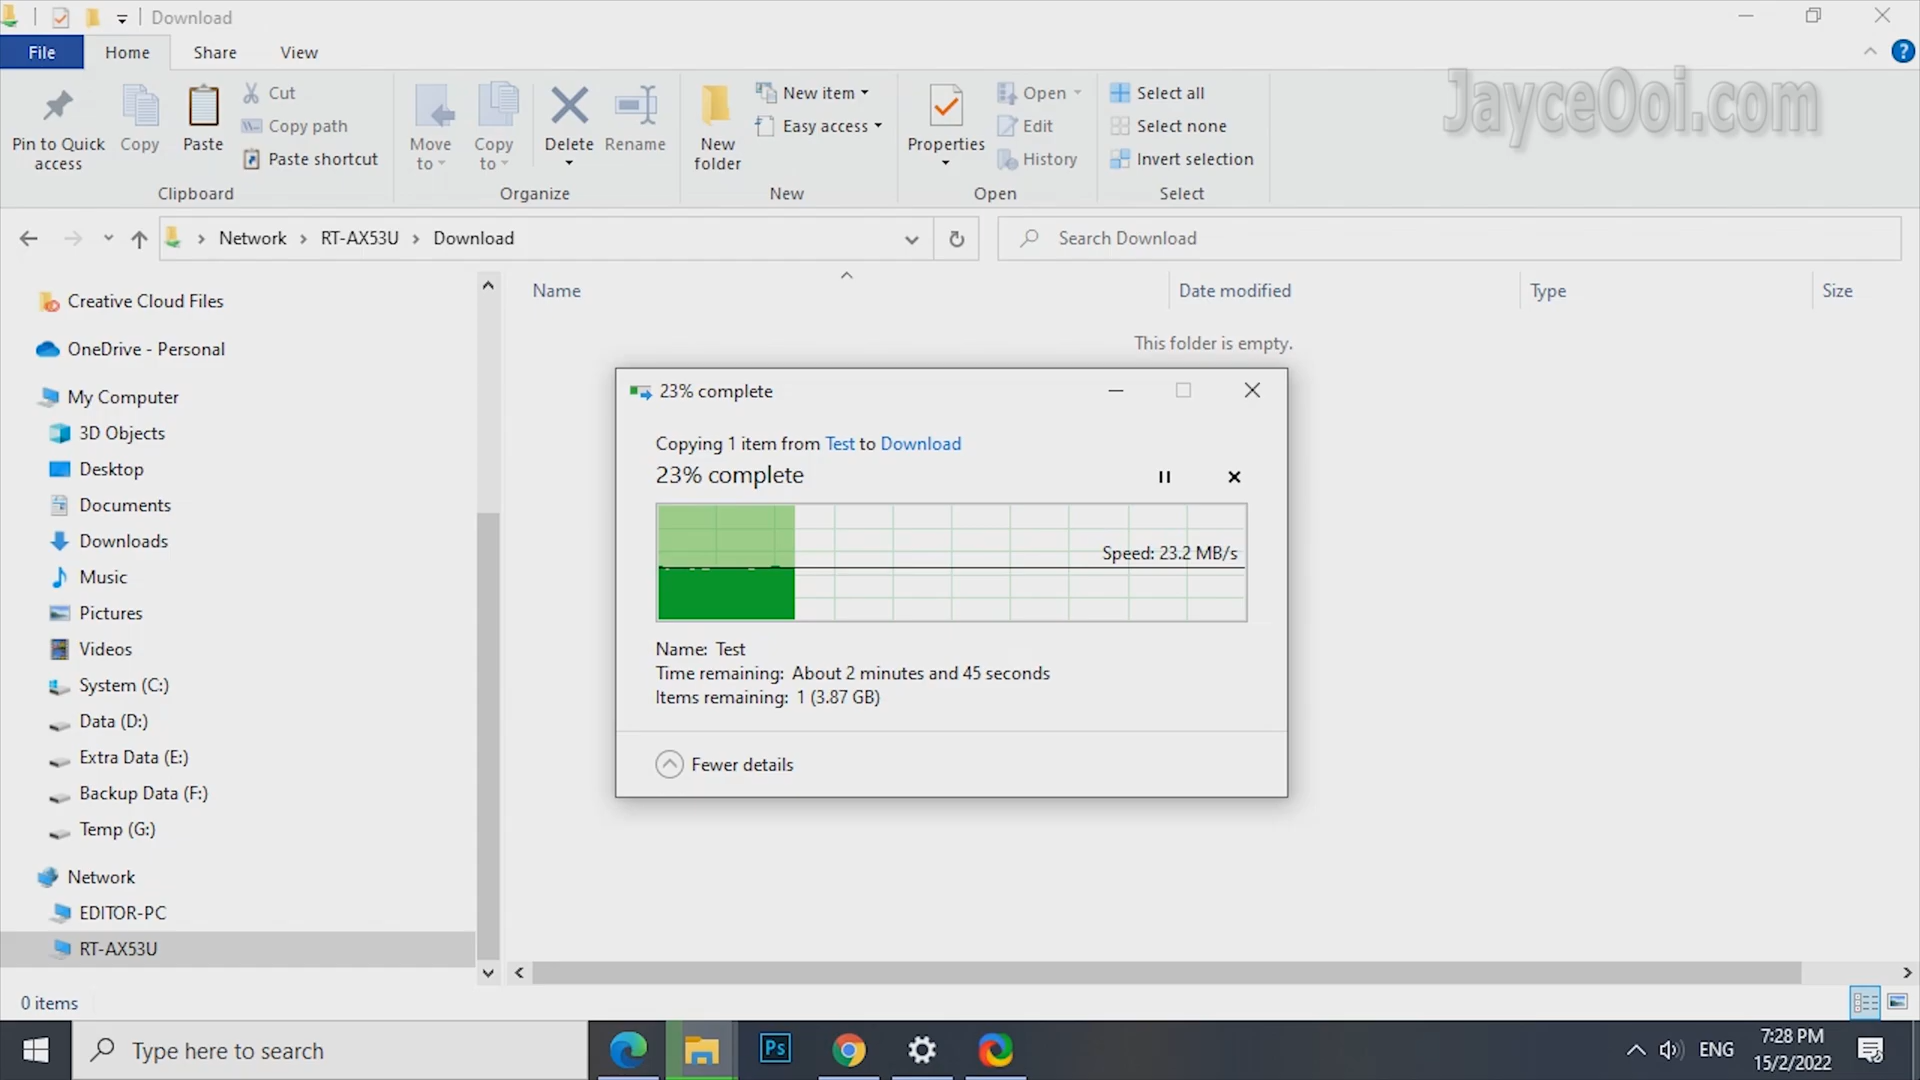 Download
File
Home
Share
View
Pin to Quick
access
Copy
Paste
Cut
Copy path
Paste shortcut
Clipboard
Move
to
Copy
to
Delete
Rename
Organize
New
folder
New item
Easy access
New
Properties
Open
Edit
History
Open
Select all
Select none
Invert selection
Select
JayceOoi.com
Network
RT-AX53U
Download
Search Download
Creative Cloud Files
OneDrive - Personal
My Computer
3D Objects
Desktop
Documents
Downloads
Music
Pictures
Videos
System (C:)
Data (D:)
Extra Data (E:)
Backup Data (F:)
Temp (G:)
Network
EDITOR-PC
RT-AX53U
Name
Date modified
Type
Size
This folder is empty.
23% complete
Copying 1 item from Test to Download
23% complete
Speed: 23.2 MB/s
Name: Test
Time remaining: About 2 minutes and 45 seconds
Items remaining: 1 (3.87 GB)
Fewer details
0 items
Type here to search
Ps
ENG
7:28 PM
15/2/2022